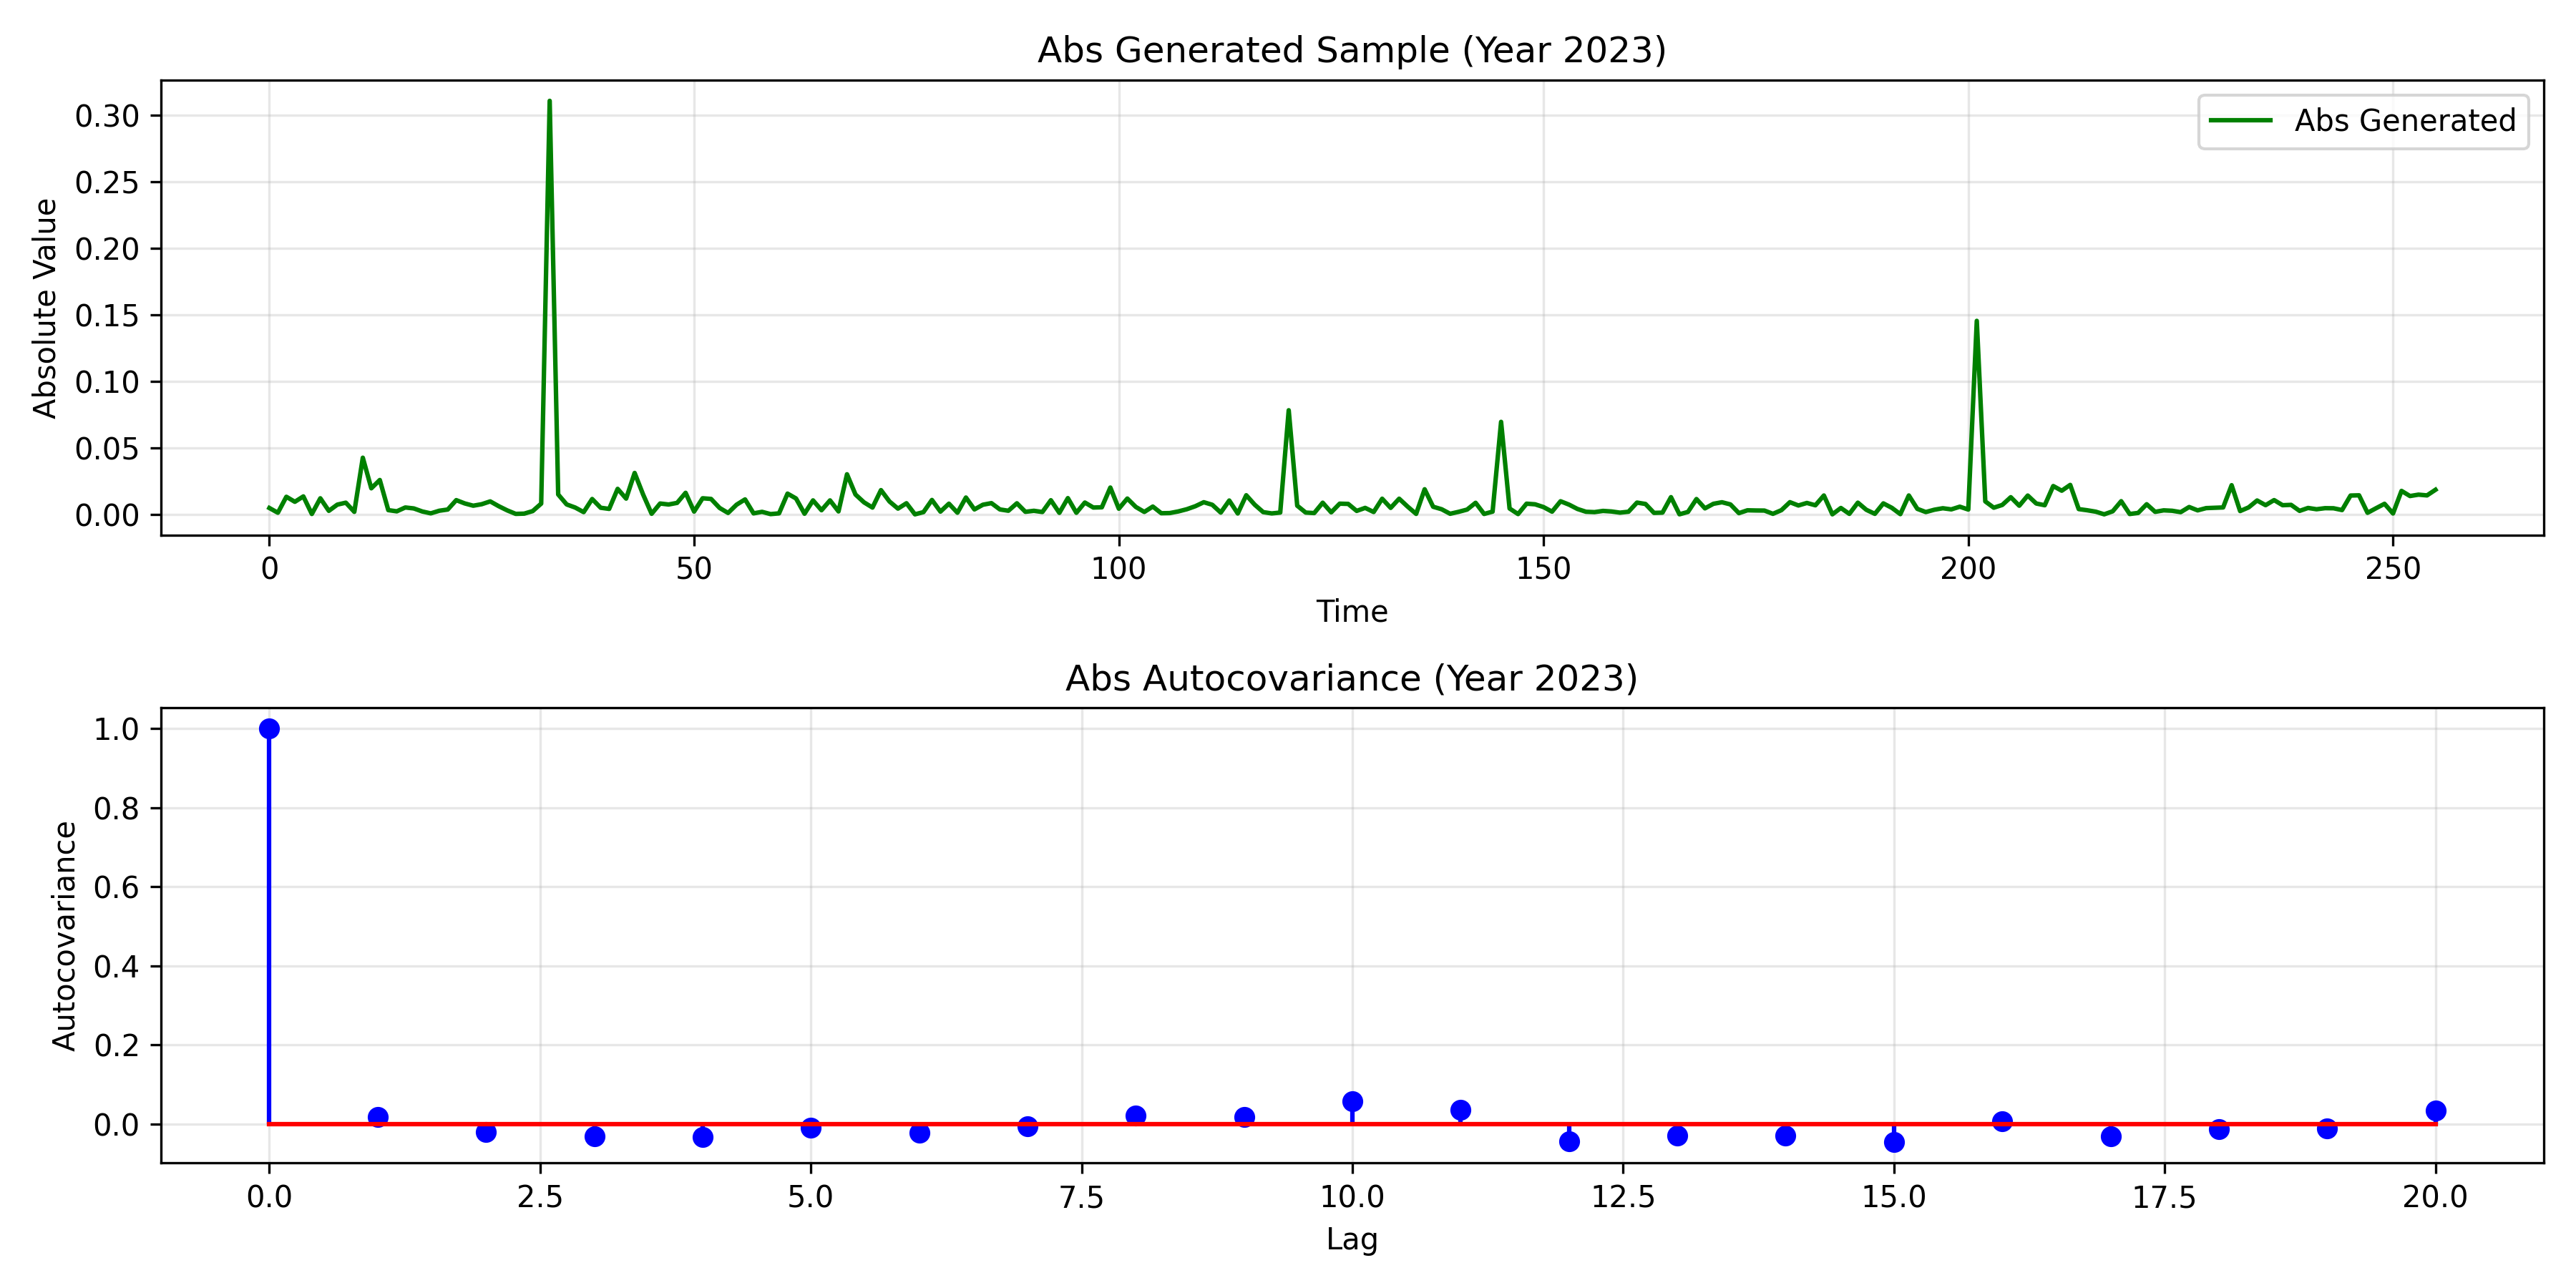 Abs Generated Sample (Year 2023)
Absolute Value
0.30
0.25
0.20
0.15
0.10
0.05
0.00
Abs Generated
0 50 100 150 200 250
Time
Abs Autocovariance (Year 2023)
Autocovariance
1.0
0.8
0.6
0.4
0.2
0.0
0.0 2.5 5.0 7.5 10.0 12.5 15.0 17.5 20.0
Lag